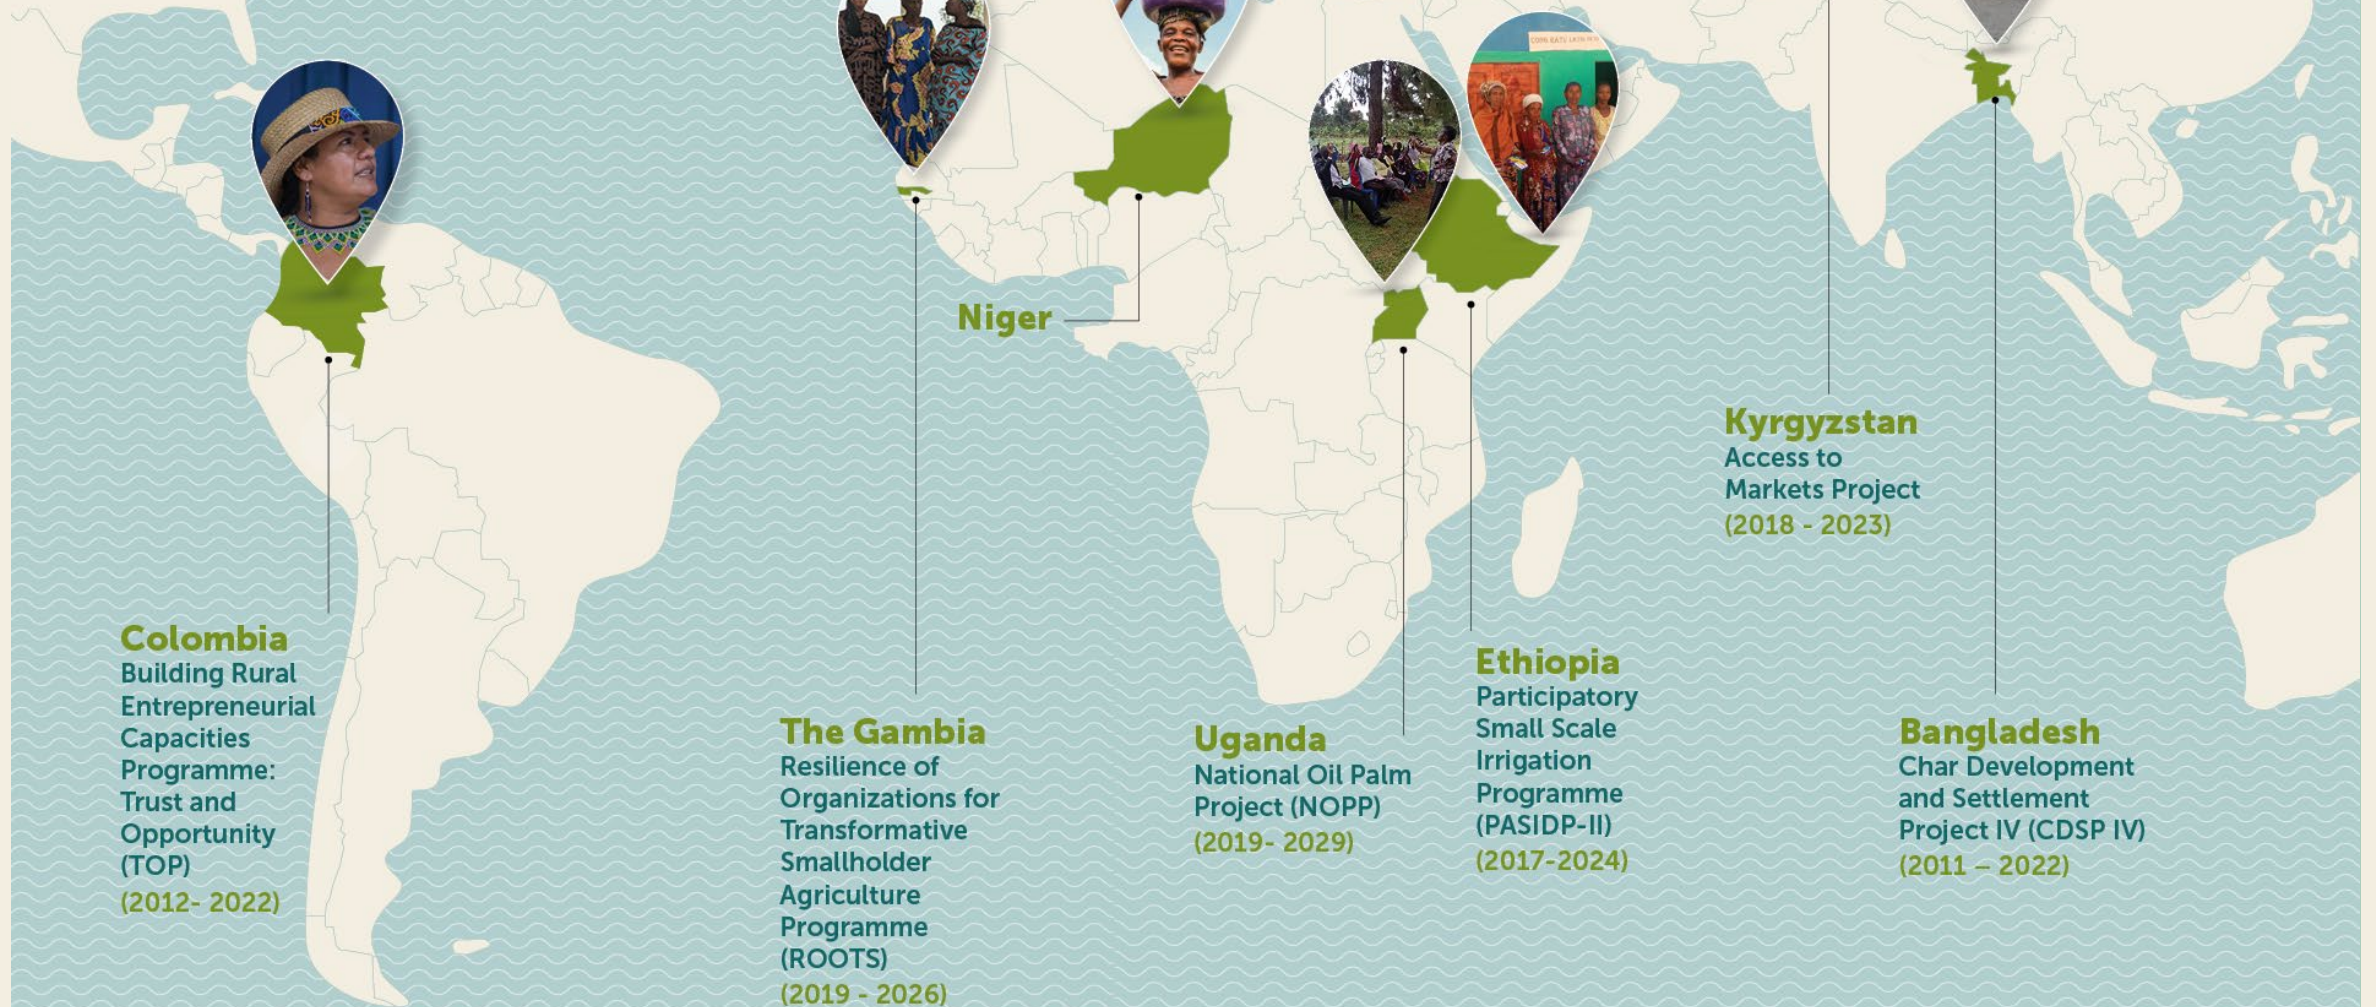 Niger
Kyrgyzstan
Access to
Markets Project
(2018 - 2023)
Colombia
Building Rural
Entrepreneurial
Capacities
Programme:
Trust and
Opportunity
(TOP)
(2012- 2022)
The Gambia
Resilience of
Organizations for
Transformative
Smallholder
Agriculture
Programme
(ROOTS)
(2019 - 2026)
Uganda
National Oil Palm
Project (NOPP)
(2019- 2029)
Ethiopia
Participatory
Small Scale
Irrigation
Programme
(PASIDP-II)
(2017-2024)
Bangladesh
Char Development
and Settlement
Project IV (CDSP IV)
(2011 – 2022)